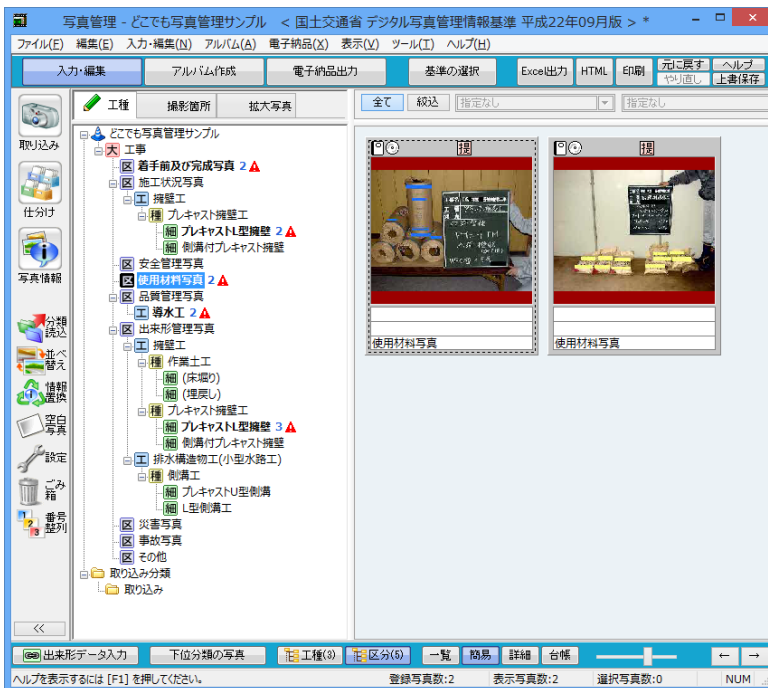 写真管理 - どこでも写真管理サンプル < 国土交通省 デジタル写真管理情報基準 平成22年09月版 > *
ファイル(F) 編集(E) 入力・編集(N) アルバム(A) 電子納品(X) 表示(V) ツール(T) ヘルプ(H)
入力・編集 アルバム作成 電子納品出力 基準の選択 Excel出力 HTML 印刷 元に戻す ヘルプ
やり直し 上書保存
取り込み
仕分け
写真情報
分類
読込
並べ
替え
情報
置換
空白
写真
設定
ごみ
箱
番号
整列
<<
工種 撮影箇所 拡大写真
どこでも写真管理サンプル
大 工事
区 着手前及び完成写真 2
区 施工状況写真
工 擁壁工
種 プレキャスト擁壁工
細 プレキャストL型擁壁 2
細 側溝付プレキャスト擁壁
区 安全管理写真
区 使用材料写真 2
区 品質管理写真
工 導水工 2
区 出来形管理写真
工 擁壁工
種 作業土工
細 (床堀り)
細 (埋戻し)
種 プレキャスト擁壁工
細 プレキャストL型擁壁 3
細 側溝付プレキャスト擁壁
工 排水構造物工(小型水路工)
種 側溝工
細 プレキャストU型側溝
細 L型側溝工
区 災害写真
区 事故写真
区 その他
取り込み分類
取り込み
全て 絞込 指定なし 指定なし
提 提
使用材料写真 使用材料写真
出来形データ入力 下位分類の写真 工種(3) 区分(5) 一覧 簡易 詳細 台帳 ← →
ヘルプを表示するには [F1] を押してください。 登録写真数:2 表示写真数:2 選択写真数:0 NUM